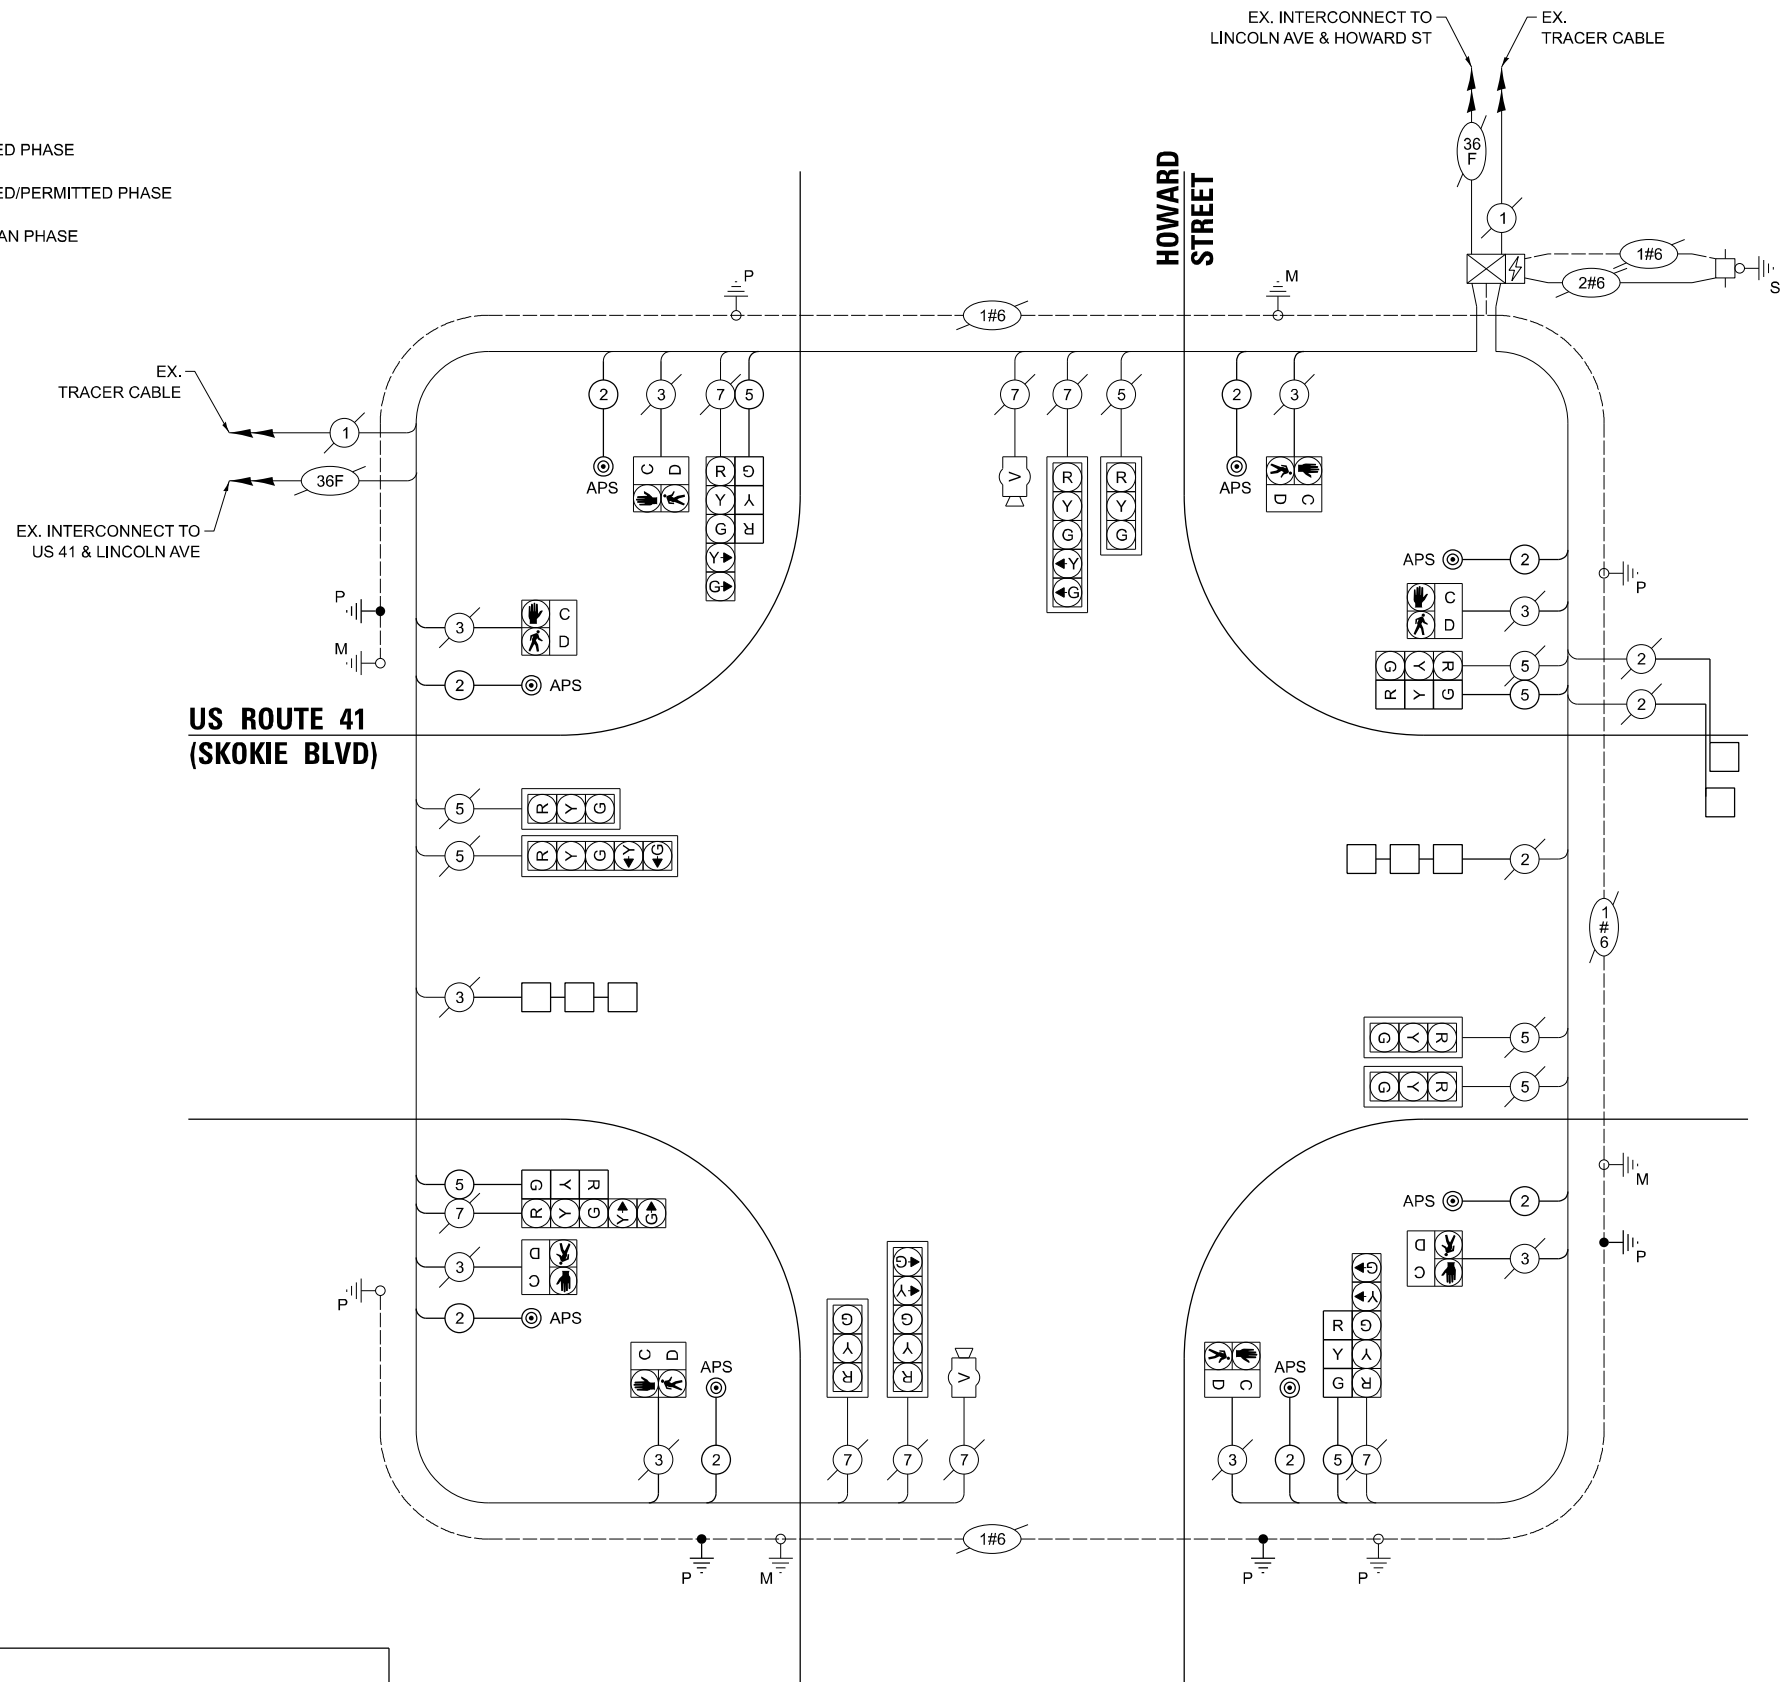 EX. INTERCONNECT TO
LINCOLN AVE & HOWARD ST
EX.
TRACER CABLE
ED PHASE
ED/PERMITTED PHASE
AN PHASE
36
F
1
HOWARD
STREET
1#6
2#6
S
P
M
1#6
EX.
TRACER CABLE
1
36F
EX. INTERCONNECT TO
US 41 & LINCOLN AVE
2
3
7
5
APS
C D
R G
Y Y
G R
Y
G
7
7
5
V
R
Y
G
Y
G
R
Y
G
2
3
APS
D C
P
M
3
C
D
2
APS
US ROUTE 41
(SKOKIE BLVD)
APS
2
P
C
D
3
G Y R
5
R Y G
5
2
2
5
R Y G
5
R Y G Y G
2
1
#
6
3
G Y R
5
G Y R
5
5
G Y R
7
R Y G Y G
3
D
C
2
APS
P
M
APS
2
P
D
C
3
C D
APS
3
2
G
Y
R
7
G
Y
G
Y
R
7
V
7
D C
3
APS
2
R
Y
G
5
G
Y
G
Y
R
7
1#6
P
M
P
P